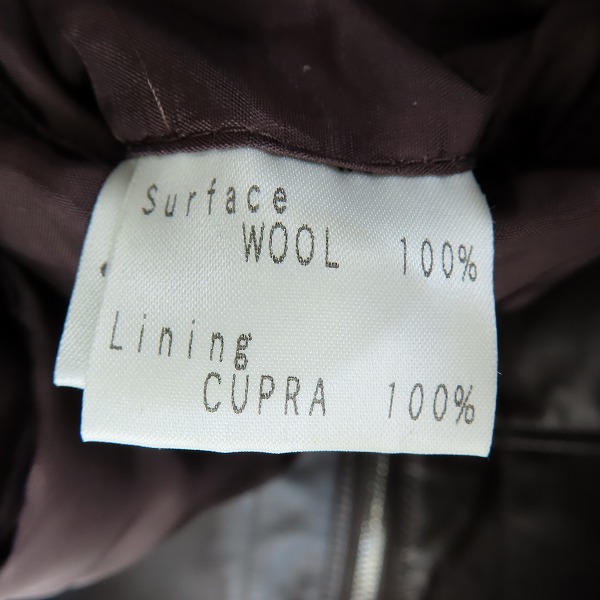 Surface
WOOL 100%
Lining
CUPRA 100%